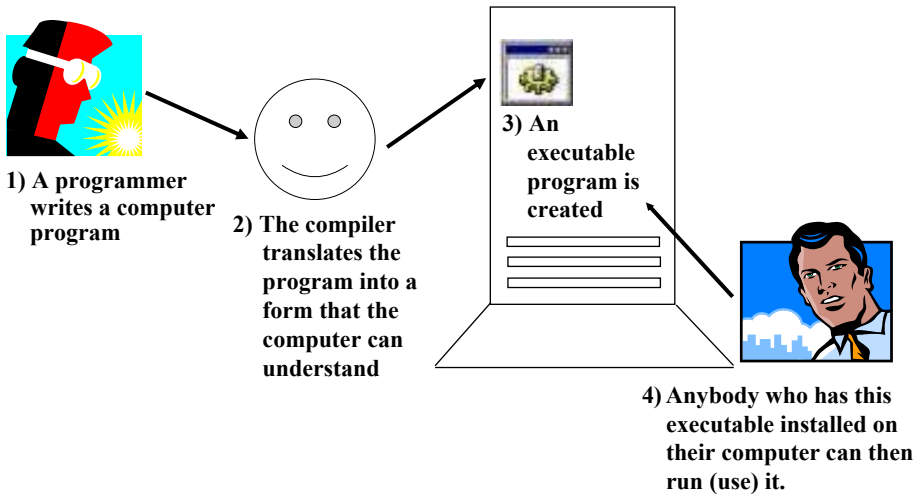 1) A programmer
writes a computer
program
2) The compiler
translates the
program into a
form that the
computer can
understand
3) An
executable
program is
created
4) Anybody who has this
executable installed on
their computer can then
run (use) it.